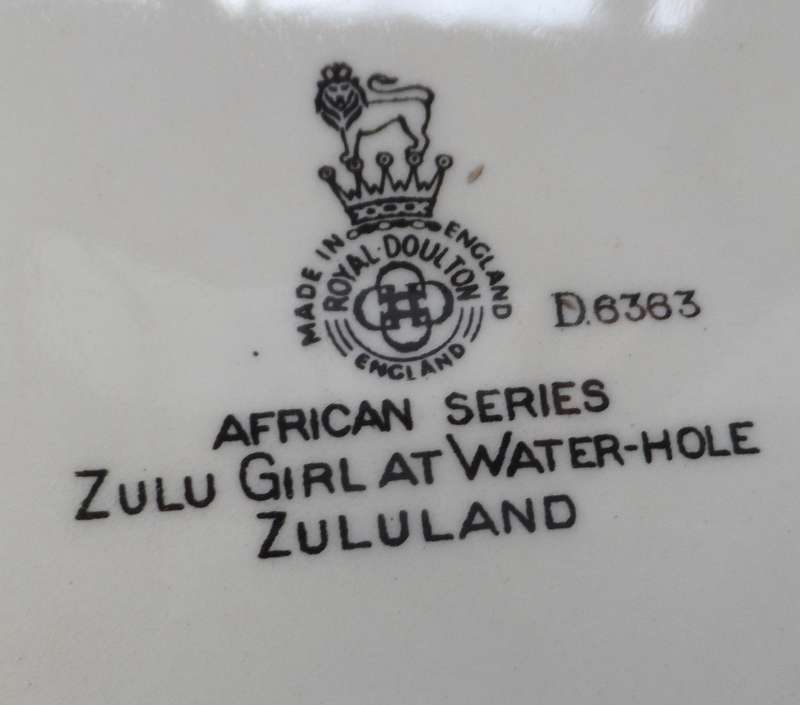 MADE IN ENGLAND
ROYAL·DOULTON
ENGLAND
D.6363
AFRICAN SERIES
ZULU GIRL AT WATER-HOLE
ZULULAND